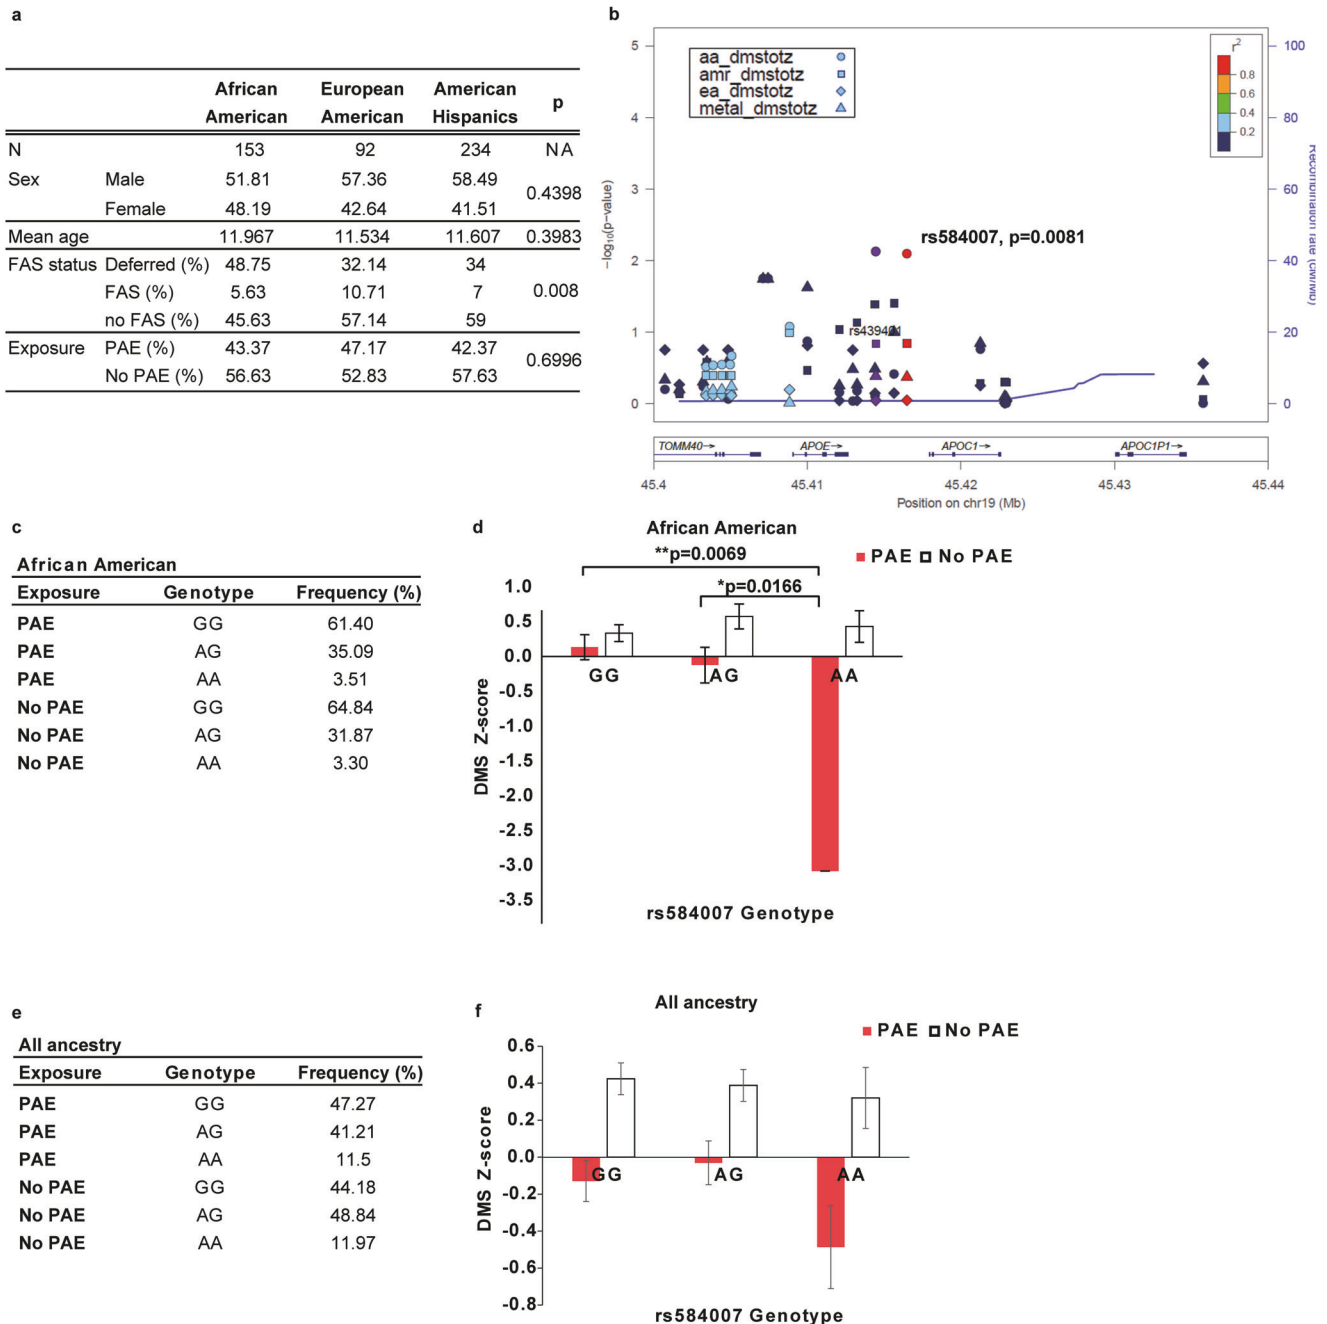 a
African American European American American Hispanics p
N 153 92 234 NA
Sex Male 51.81 57.36 58.49 0.4398
Female 48.19 42.64 41.51
Mean age 11.967 11.534 11.607 0.3983
FAS status Deferred (%) 48.75 32.14 34
FAS (%) 5.63 10.71 7 0.008
no FAS (%) 45.63 57.14 59
Exposure PAE (%) 43.37 47.17 42.37 0.6996
No PAE (%) 56.63 52.83 57.63
b
5
4
3
2
1
0
−log10(p−value)
aa_dmstotz
amr_dmstotz
ea_dmstotz
metal_dmstotz
r2
0.8
0.6
0.4
0.2
100
80
60
40
20
0
Recombination rate (cM/Mb)
rs584007, p=0.0081
rs439401
TOMM40→ APOE→ APOC1→ APOC1P1→
45.4 45.41 45.42 45.43 45.44
Position on chr19 (Mb)
c
African American
Exposure Genotype Frequency (%)
PAE GG 61.40
PAE AG 35.09
PAE AA 3.51
No PAE GG 64.84
No PAE AG 31.87
No PAE AA 3.30
d
African American
**p=0.0069
*p=0.0166
PAE No PAE
1.0
0.5
0.0
-0.5
-1.0
-1.5
-2.0
-2.5
-3.0
-3.5
DMS Z-score
GG AG AA
rs584007 Genotype
e
All ancestry
Exposure Genotype Frequency (%)
PAE GG 47.27
PAE AG 41.21
PAE AA 11.5
No PAE GG 44.18
No PAE AG 48.84
No PAE AA 11.97
f
All ancestry
PAE No PAE
0.6
0.4
0.2
0.0
-0.2
-0.4
-0.6
-0.8
DMS Z-score
GG AG AA
rs584007 Genotype